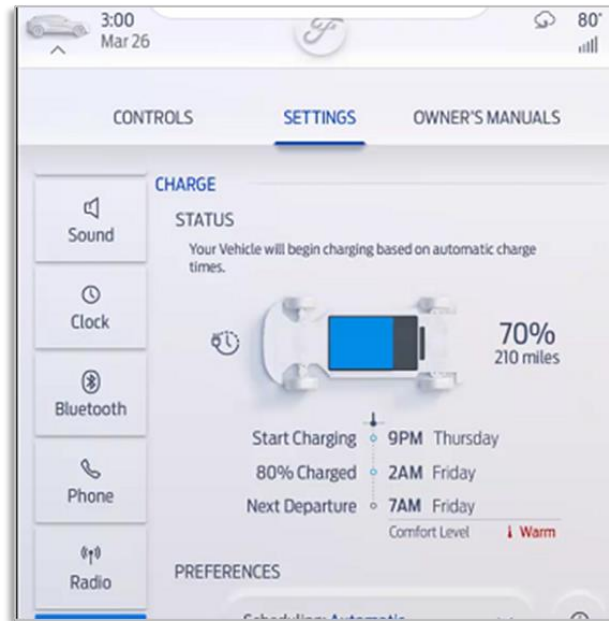 3:00
Mar 26
80°
CONTROLS
SETTINGS
OWNER'S MANUALS
CHARGE
STATUS
Your Vehicle will begin charging based on automatic charge
times.
Sound
Clock
Bluetooth
Phone
Radio
70%
210 miles
Start Charging 9PM Thursday
80% Charged 2AM Friday
Next Departure 7AM Friday
Comfort Level Warm
PREFERENCES
Scheduling: Automatic